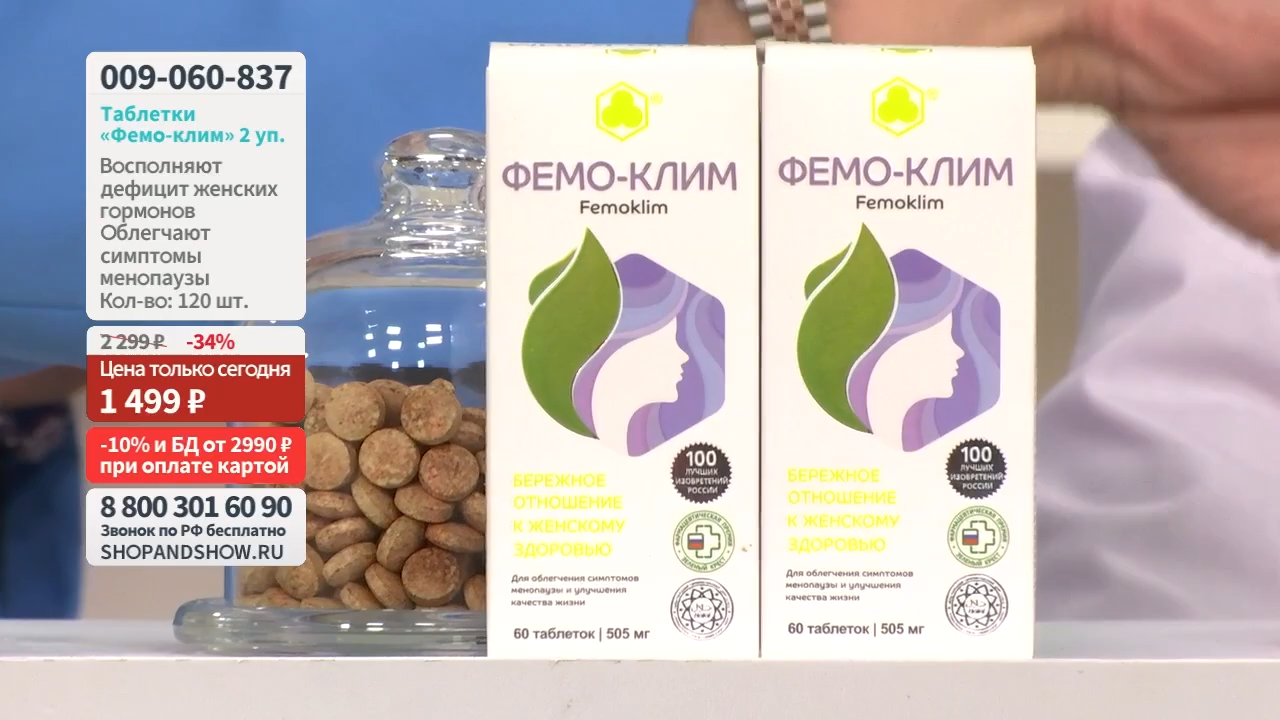 009-060-837
Таблетки
«Фемо-клим» 2 уп.
Восполняют
дефицит женских
гормонов
Облегчают
симптомы
менопаузы
Кол-во: 120 шт.
2 299 ₽ -34%
Цена только сегодня
1 499 ₽
-10% и БД от 2990 ₽
при оплате картой
8 800 301 60 90
Звонок по РФ бесплатно
SHOPANDSHOW.RU
®
ФЕМО-КЛИМ
Femoklim
100
ЛУЧШИХ
ИЗОБРЕТЕНИЙ
РОССИИ
БЕРЕЖНОЕ
ОТНОШЕНИЕ
К ЖЕНСКОМУ
ЗДОРОВЬЮ
ЗЕЛЕНЫЙ КРЕСТ
Для облегчения симптомов
менопаузы и улучшения
качества жизни
60 таблеток | 505 мг
®
ФЕМО-КЛИМ
Femoklim
100
ЛУЧШИХ
ИЗОБРЕТЕНИЙ
РОССИИ
БЕРЕЖНОЕ
ОТНОШЕНИЕ
К ЖЕНСКОМУ
ЗДОРОВЬЮ
ЗЕЛЕНЫЙ КРЕСТ
Для облегчения симптомов
менопаузы и улучшения
качества жизни
60 таблеток | 505 мг